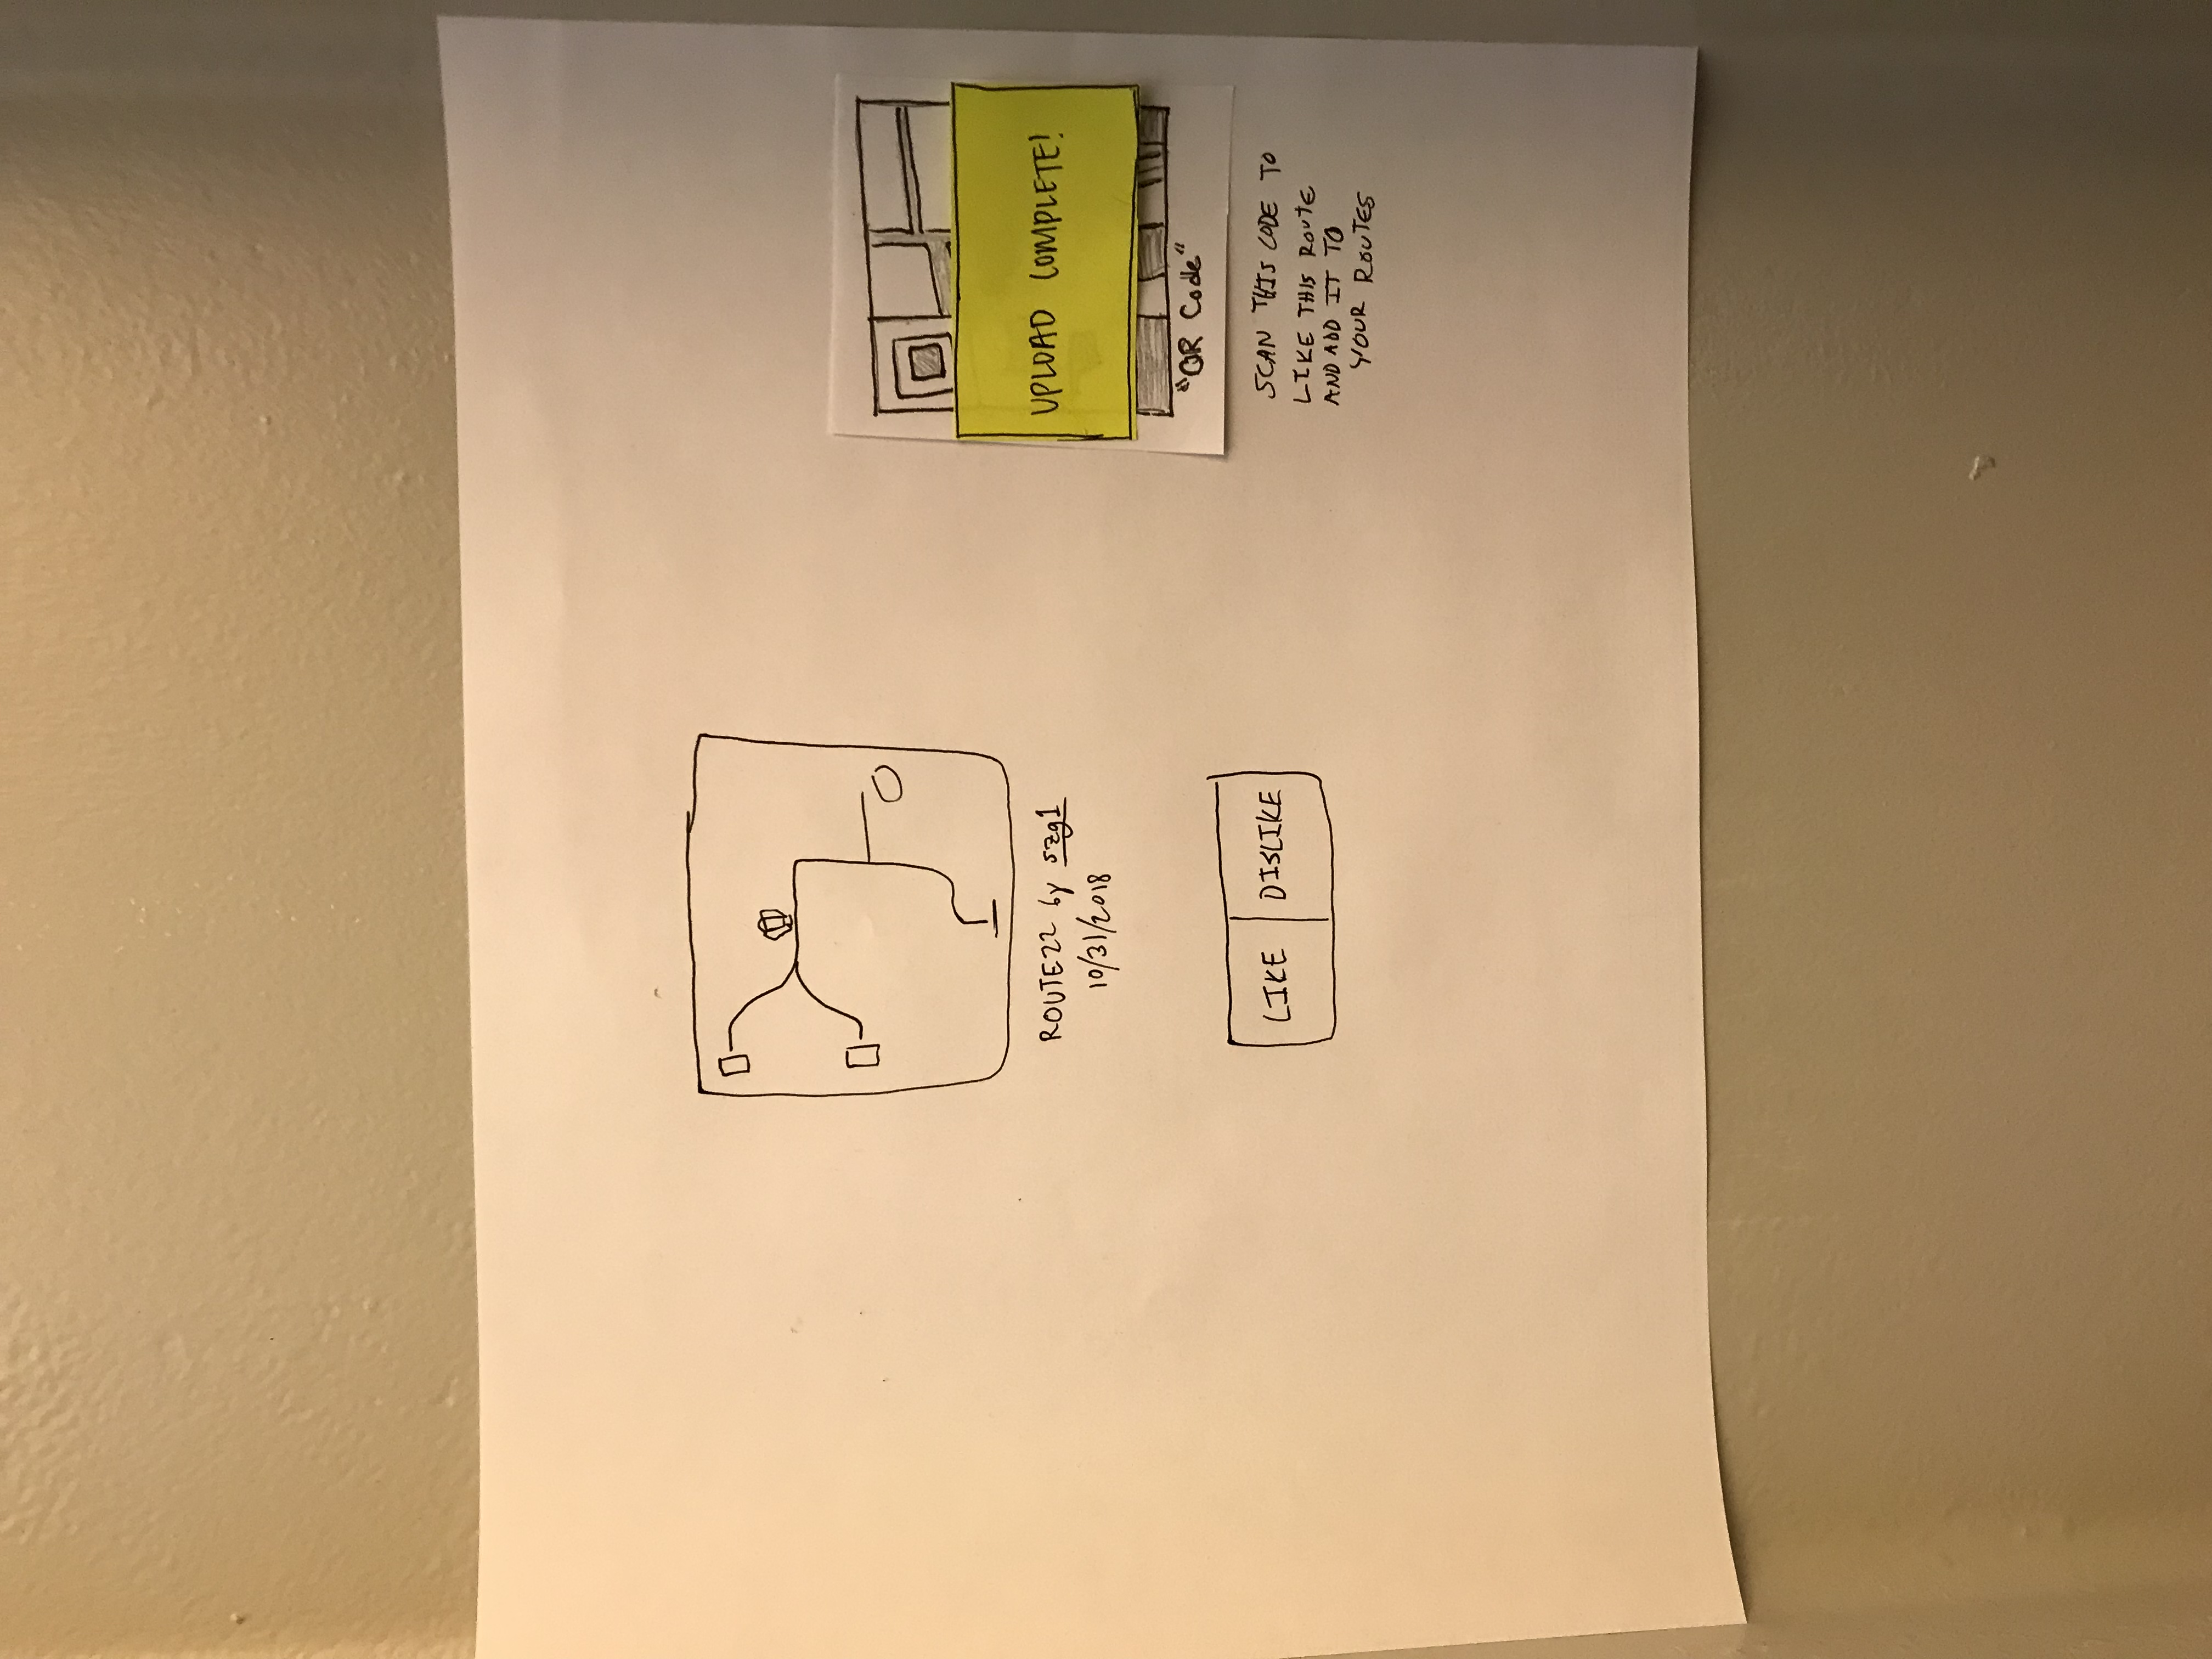 ROUTE22 by szg1
10/31/2018
LIKE DISLIKE
UPLOAD COMPLETE!
"QR Code"
SCAN THIS CODE TO
LIKE THIS ROUTE
AND ADD IT TO
YOUR ROUTES